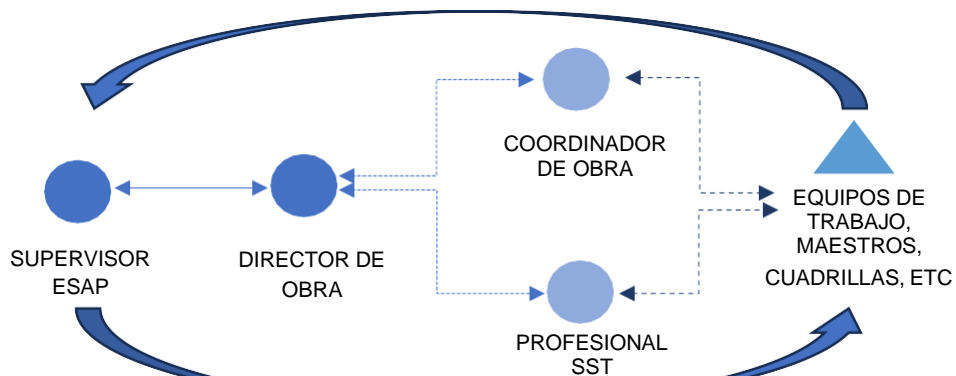 COORDINADOR
DE OBRA
EQUIPOS DE
TRABAJO,
MAESTROS,
CUADRILLAS, ETC
SUPERVISOR
ESAP
DIRECTOR DE
OBRA
PROFESIONAL
SST